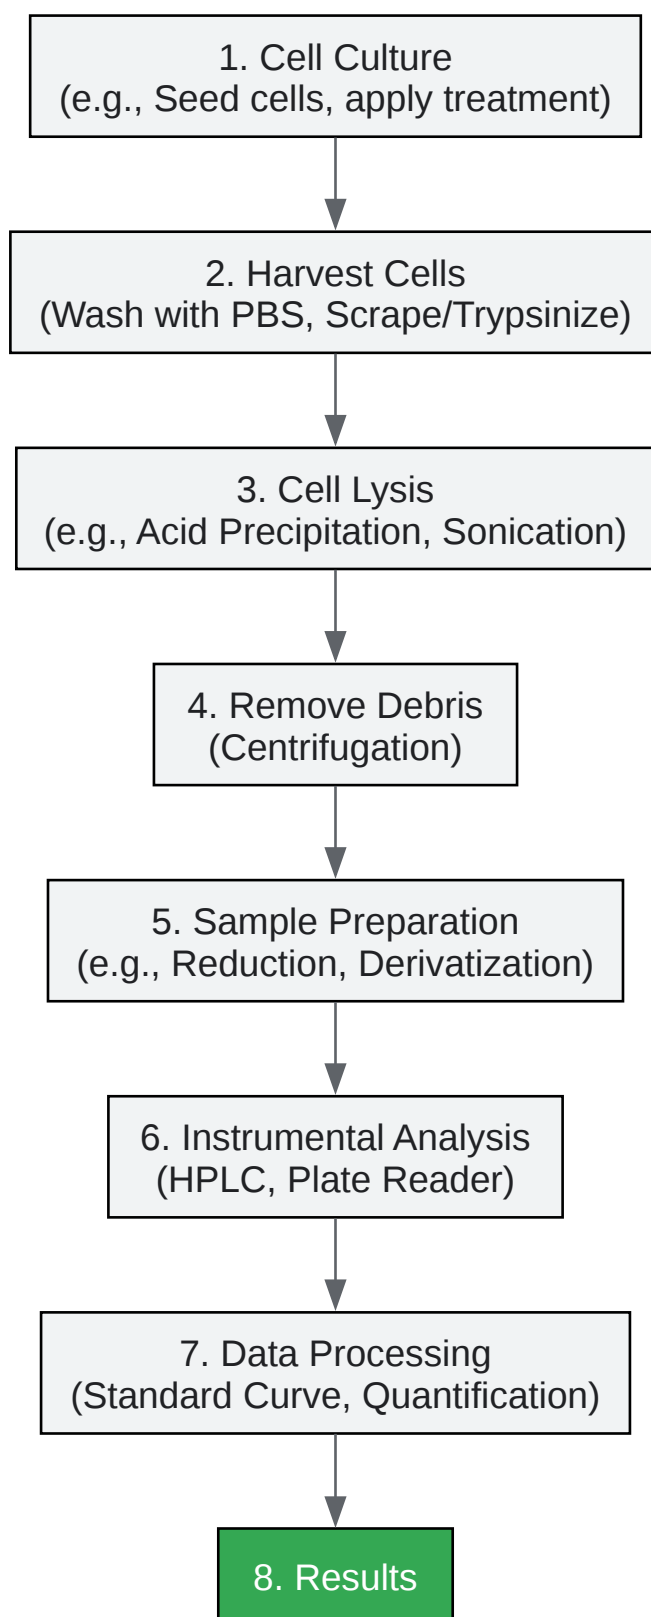 1. Cell Culture
(e.g., Seed cells, apply treatment)
2. Harvest Cells
(Wash with PBS, Scrape/Trypsinize)
3. Cell Lysis
(e.g., Acid Precipitation, Sonication)
4. Remove Debris
(Centrifugation)
5. Sample Preparation
(e.g., Reduction, Derivatization)
6. Instrumental Analysis
(HPLC, Plate Reader)
7. Data Processing
(Standard Curve, Quantification)
8. Results